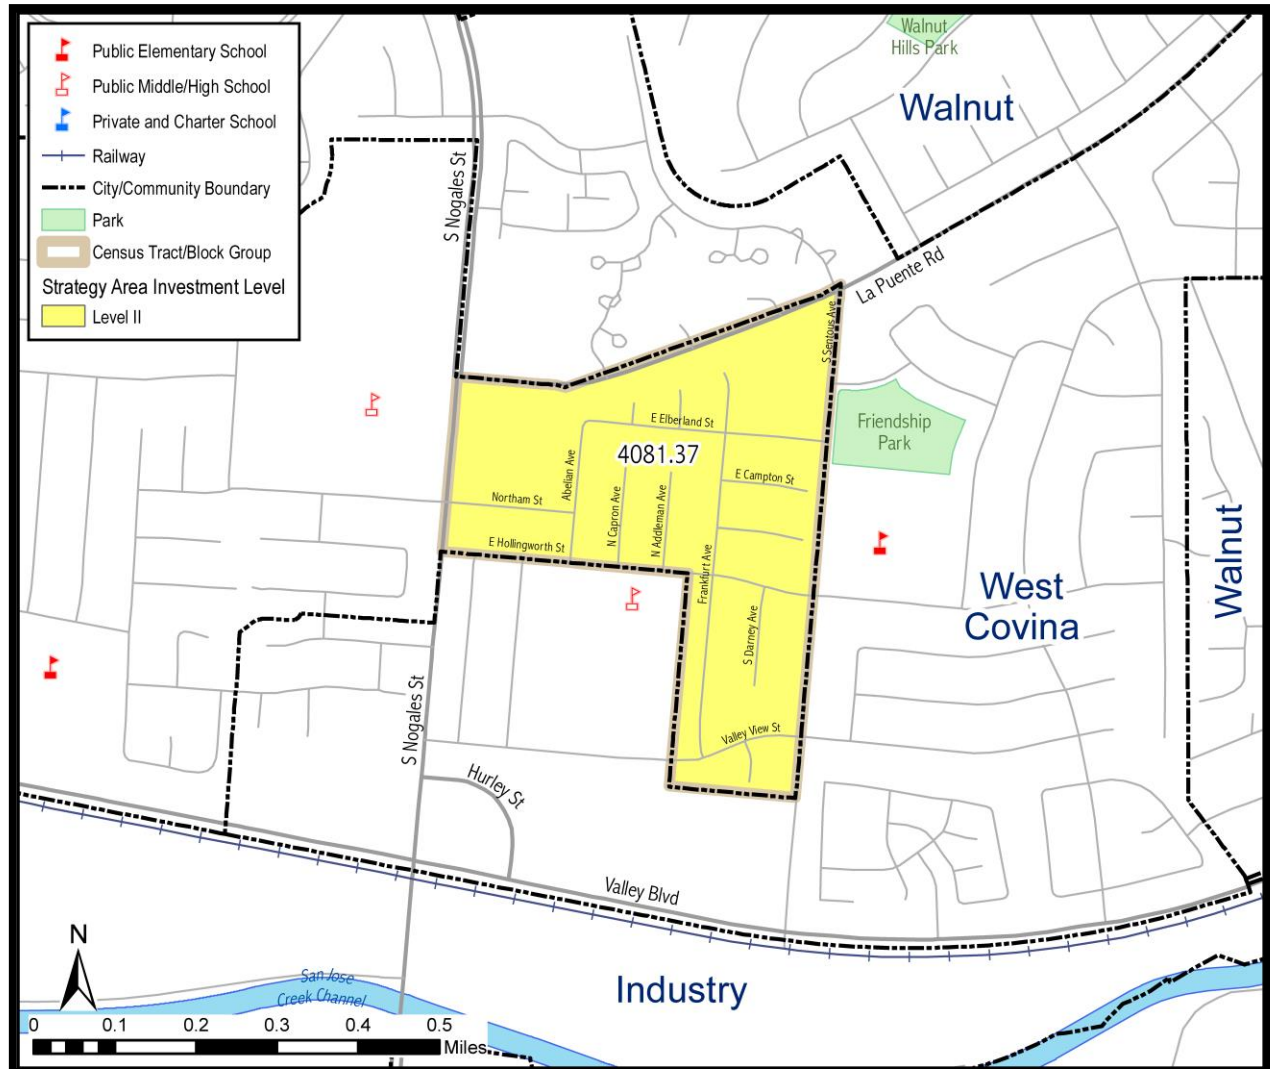 Public Elementary School
Public Middle/High School
Private and Charter School
Railway
City/Community Boundary
Park
Census Tract/Block Group
Strategy Area Investment Level
Level II
Walnut
Hills Park
Walnut
S Nogales St
La Puente Rd
S Sentous Ave
E Elberland St
Friendship
Park
4081.37
Abelian Ave
E Campton St
Northam St
N Capron Ave
N Addleman Ave
E Hollingworth St
Frankfurt Ave
West
Covina
Walnut
S Darney Ave
S Nogales St
Valley View St
Hurley St
Valley Blvd
N
San Jose
Creek Channel
Industry
0 0.1 0.2 0.3 0.4 0.5
Miles